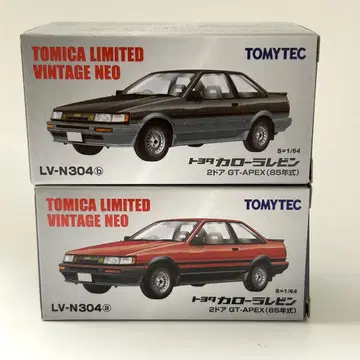 TOMICA LIMITED
VINTAGE NEO
TOMYTEC
S=1/64
LV-N304ⓑ
トヨタ カローラレビン
2ドア GT-APEX(85年式)
TOMICA LIMITED
VINTAGE NEO
TOMYTEC
S=1/64
LV-N304ⓐ
トヨタ カローラレビン
2ドア GT-APEX(85年式)